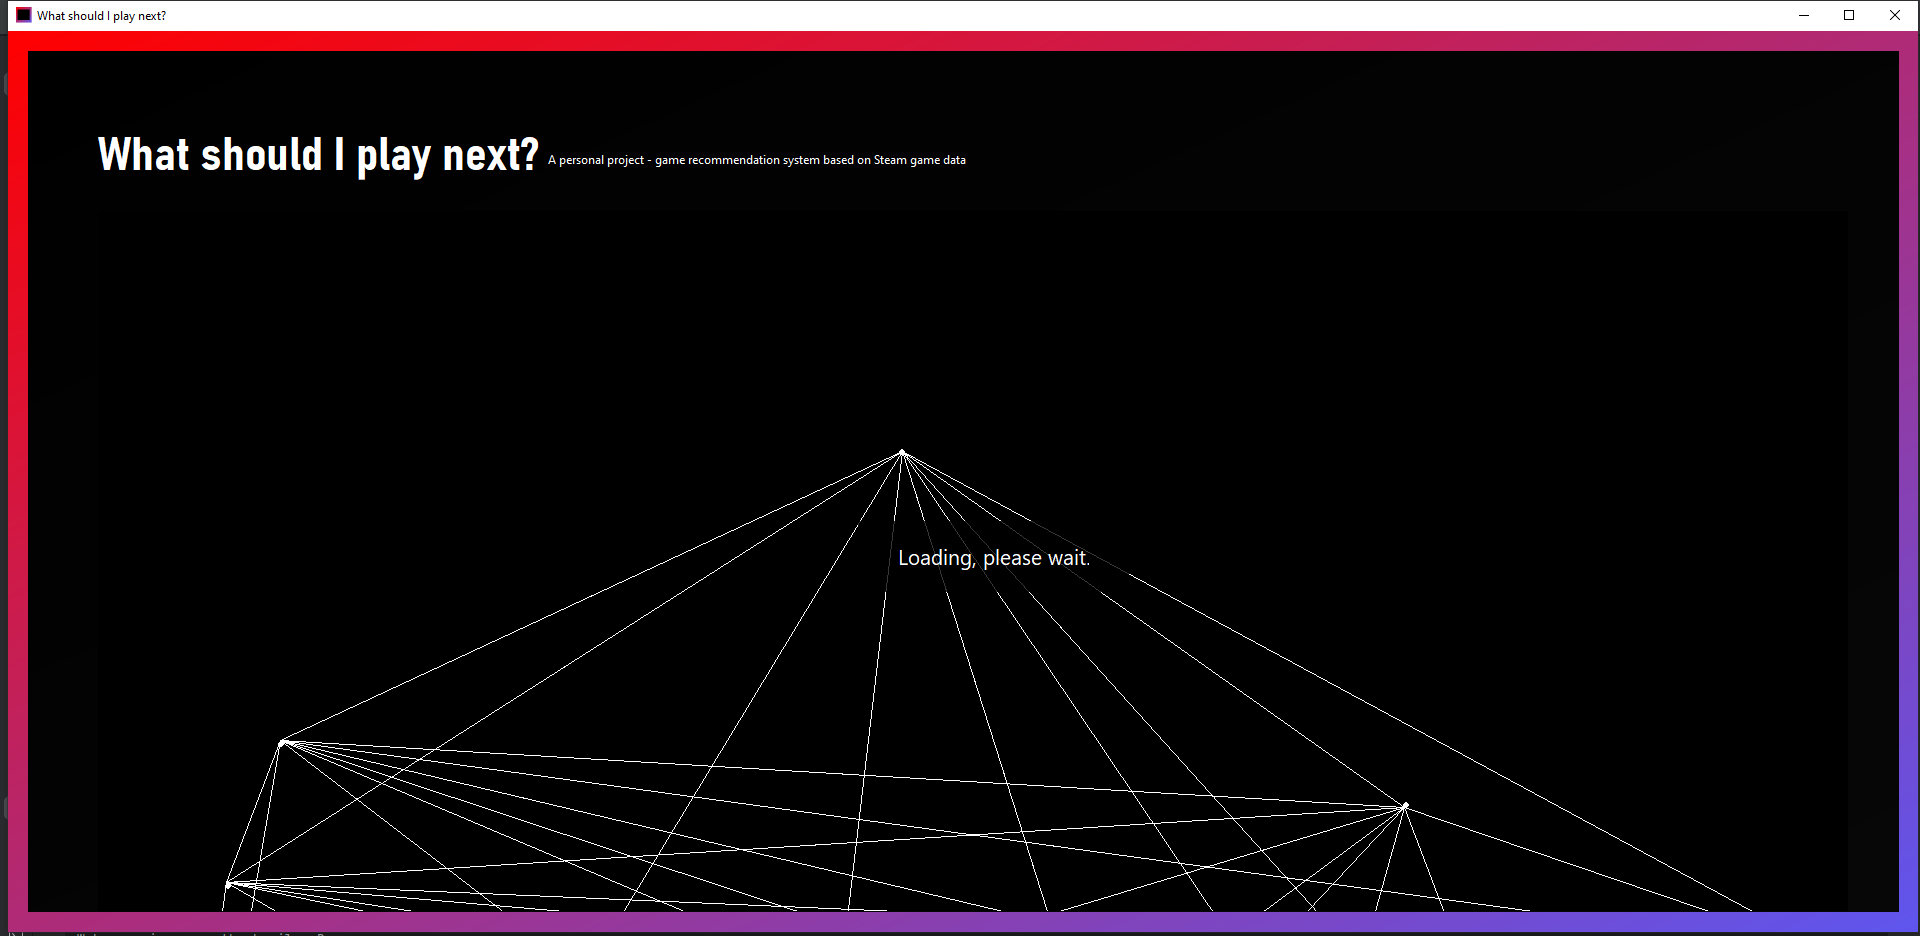 What should I play next?
What should I play next? A personal project - game recommendation system based on Steam game data
Loading, please wait.